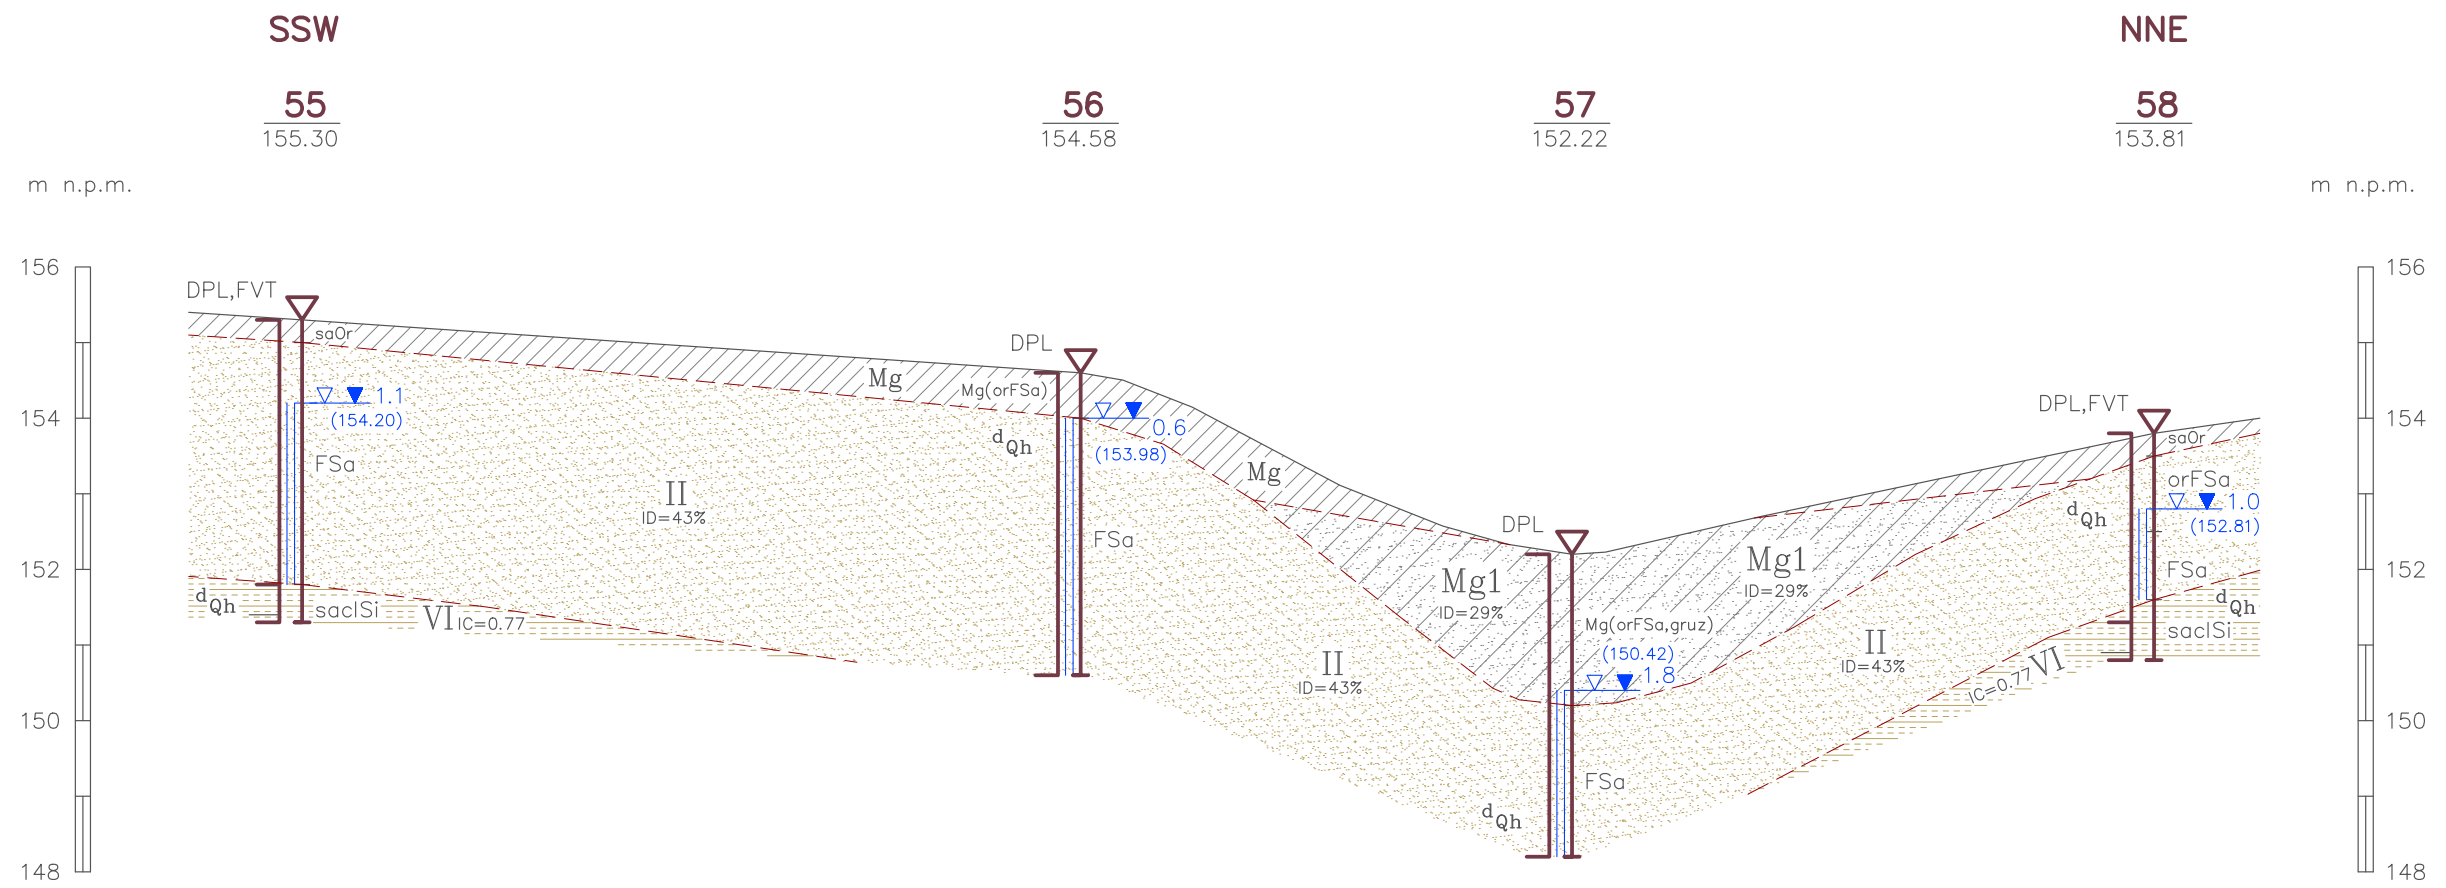 SSW NNE
55 56 57 58
155.30 154.58 152.22 153.81
m n.p.m. m n.p.m.
156 156
DPL,FVT
saOr
DPL
1.1
(154.20)
Mg
Mg(orFSa)
DPL,FVT
154 154
0.6
(153.98)
dQh
saOr
FSa
Mg
orFSa
1.0
(152.81)
II
ID=43%
dQh
DPL
FSa
Mg1
ID=29%
152 152
FSa
Mg1
ID=29%
dQh
saclSi
VI IC=0.77
dQh
saclSi
Mg(orFSa,gruz)
(150.42)
1.8
II
ID=43%
II
ID=43%
IC=0.77 VI
150 150
FSa
dQh
148 148